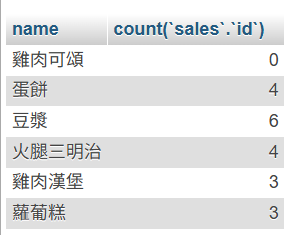 name count(`sales`.`id`)
雞肉可頌 0
蛋餅 4
豆漿 6
火腿三明治 4
雞肉漢堡 3
蘿蔔糕 3